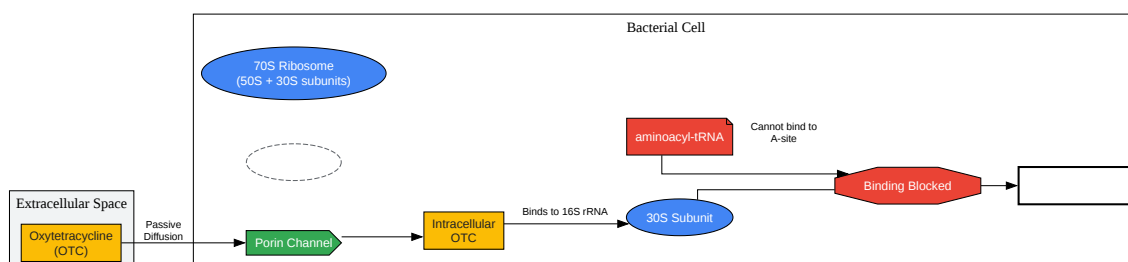 Bacterial Cell
70S Ribosome
(50S + 30S subunits)
aminoacyl-tRNA
Cannot bind to
A-site
Binding Blocked
Extracellular Space
Oxytetracycline
(OTC)
Passive
Diffusion
Porin Channel
Intracellular
OTC
Binds to 16S rRNA
30S Subunit